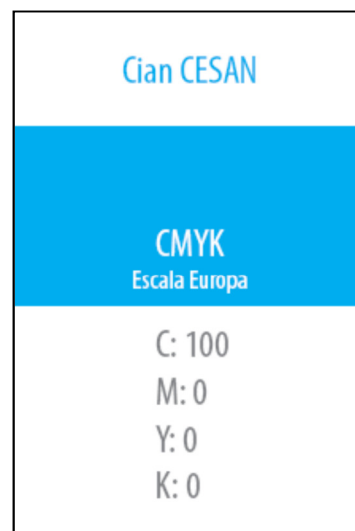 Cian CESAN
CMYK
Escala Europa
C: 100
M: 0
Y: 0
K: 0